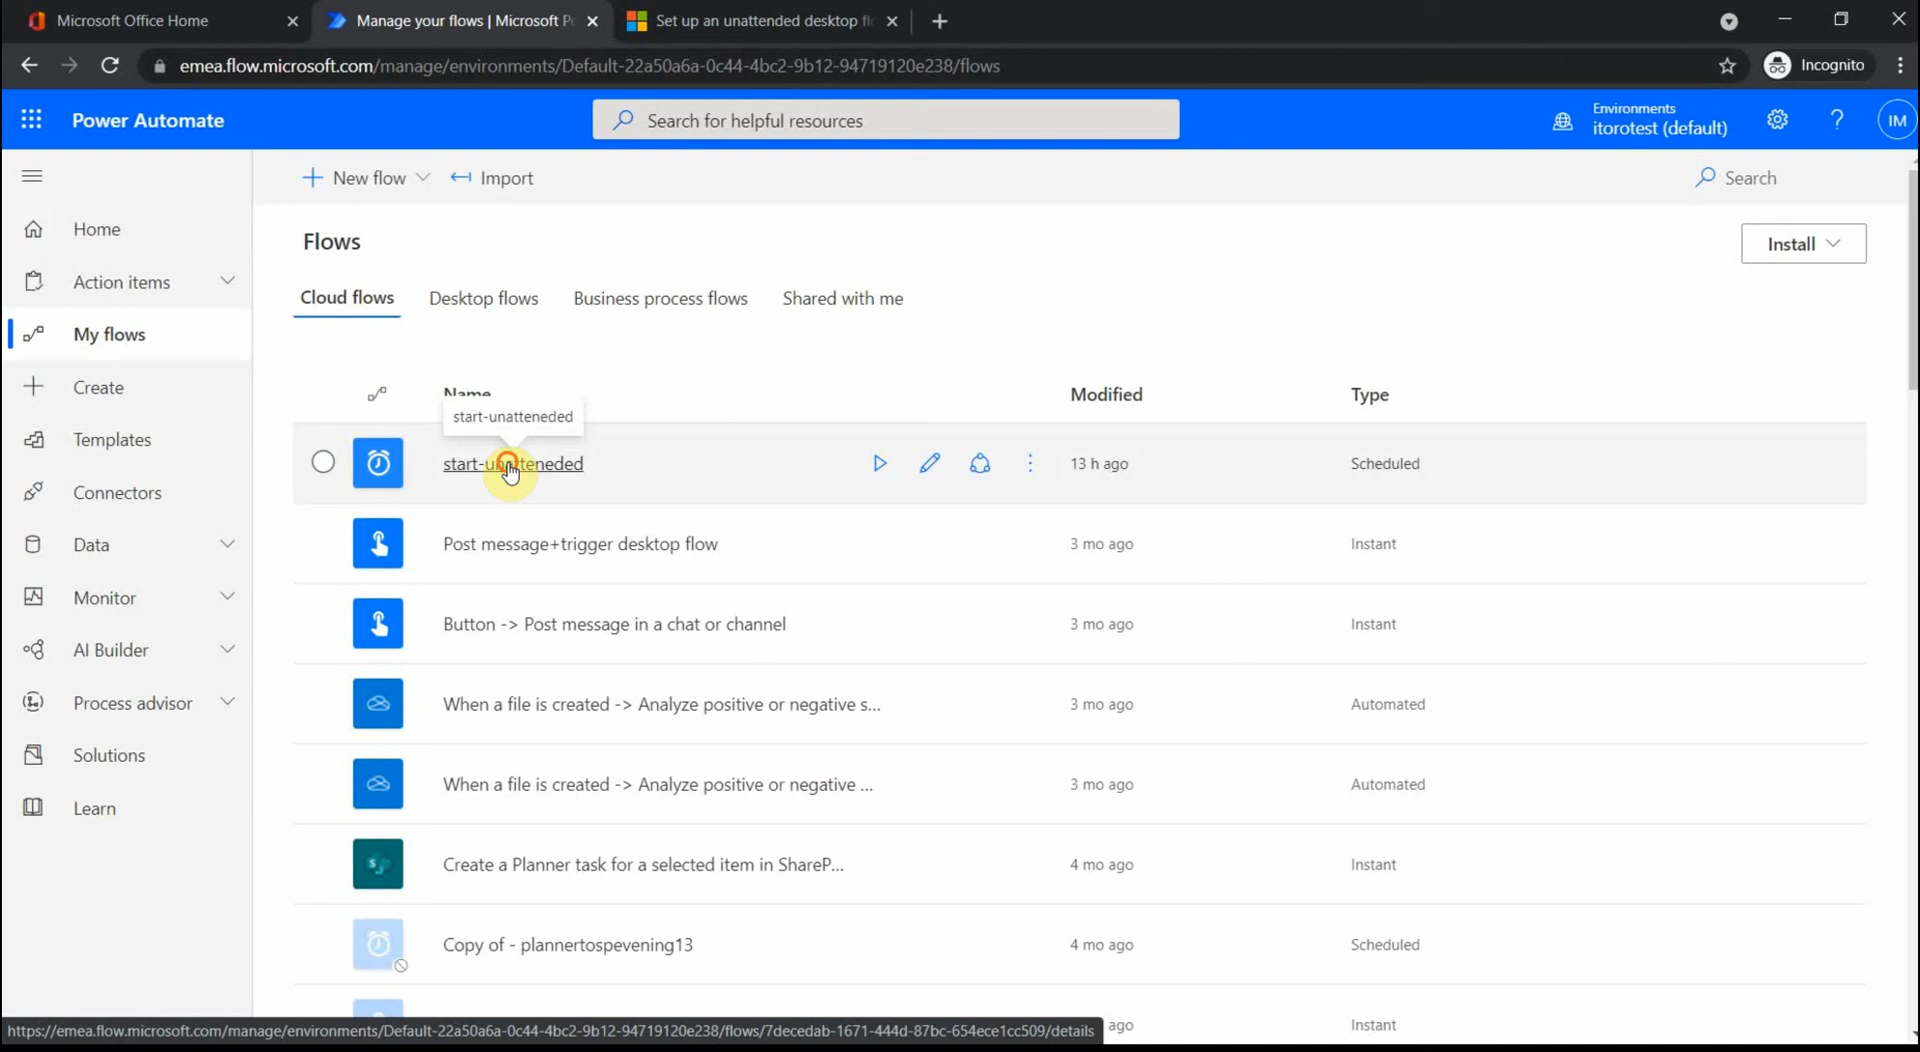 Microsoft Office Home
Manage your flows | Microsoft Po
Set up an unattended desktop fl
emea.flow.microsoft.com/manage/environments/Default-22a50a6a-0c44-4bc2-9b12-94719120e238/flows
Incognito
Power Automate
Search for helpful resources
Environments
itorotest (default)
?
IM
New flow
Import
Search
Home
Action items
My flows
Create
Templates
Connectors
Data
Monitor
AI Builder
Process advisor
Solutions
Learn
Flows
Install
Cloud flows
Desktop flows
Business process flows
Shared with me
Name
Modified
Type
start-unatteneded
start-unatteneded
13 h ago
Scheduled
Post message+trigger desktop flow
3 mo ago
Instant
Button -> Post message in a chat or channel
3 mo ago
Instant
When a file is created -> Analyze positive or negative s...
3 mo ago
Automated
When a file is created -> Analyze positive or negative ...
3 mo ago
Automated
Create a Planner task for a selected item in ShareP...
4 mo ago
Instant
Copy of - plannertospevening13
4 mo ago
Scheduled
ago
Instant
https://emea.flow.microsoft.com/manage/environments/Default-22a50a6a-0c44-4bc2-9b12-94719120e238/flows/7decedab-1671-444d-87bc-654ece1cc509/details